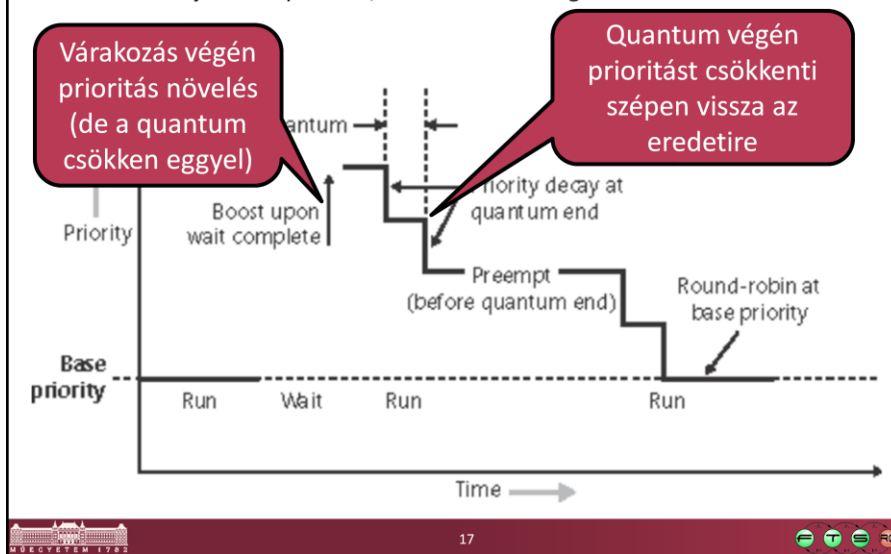 Várakozás végén
prioritás növelés
(de a quantum
csökken eggyel)
Quantum végén
prioritást csökkenti
szépen vissza az
eredetire
Priority
Boost upon
wait complete
Priority decay at
quantum end
Preempt
(before quantum end)
Round-robin at
base priority
Base
priority
Run
Wait
Run
Run
Time
MŰEGYETEM 1782
17
F T S R